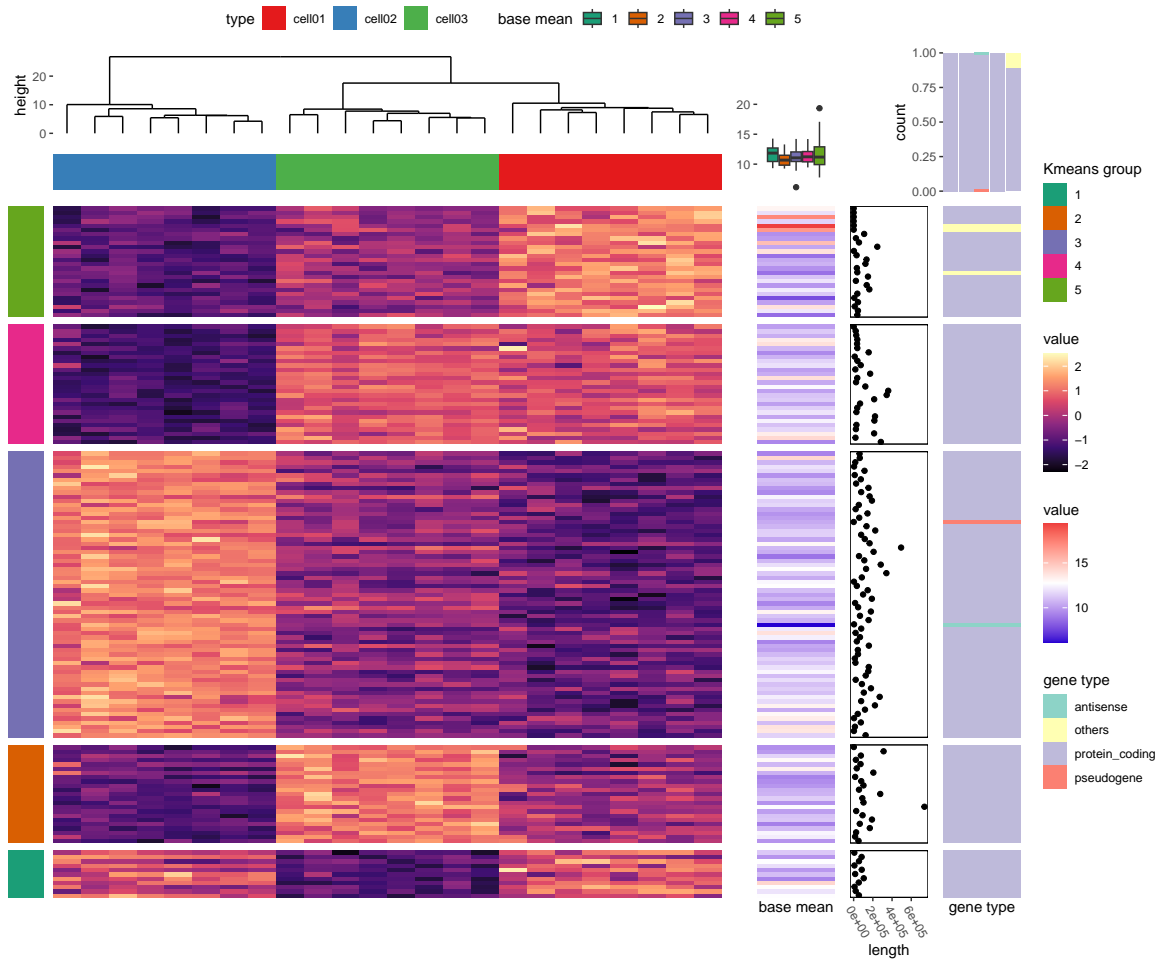 type cell01 cell02 cell03 base mean 1 2 3 4 5
height
20
10
0
20
15
10
count
1.00
0.75
0.50
0.25
0.00
Kmeans group
1
2
3
4
5
value
2
1
0
−1
−2
value
15
10
gene type
antisense
others
protein_coding
pseudogene
base mean
0e+00
2e+05
4e+05
6e+05
length
gene type